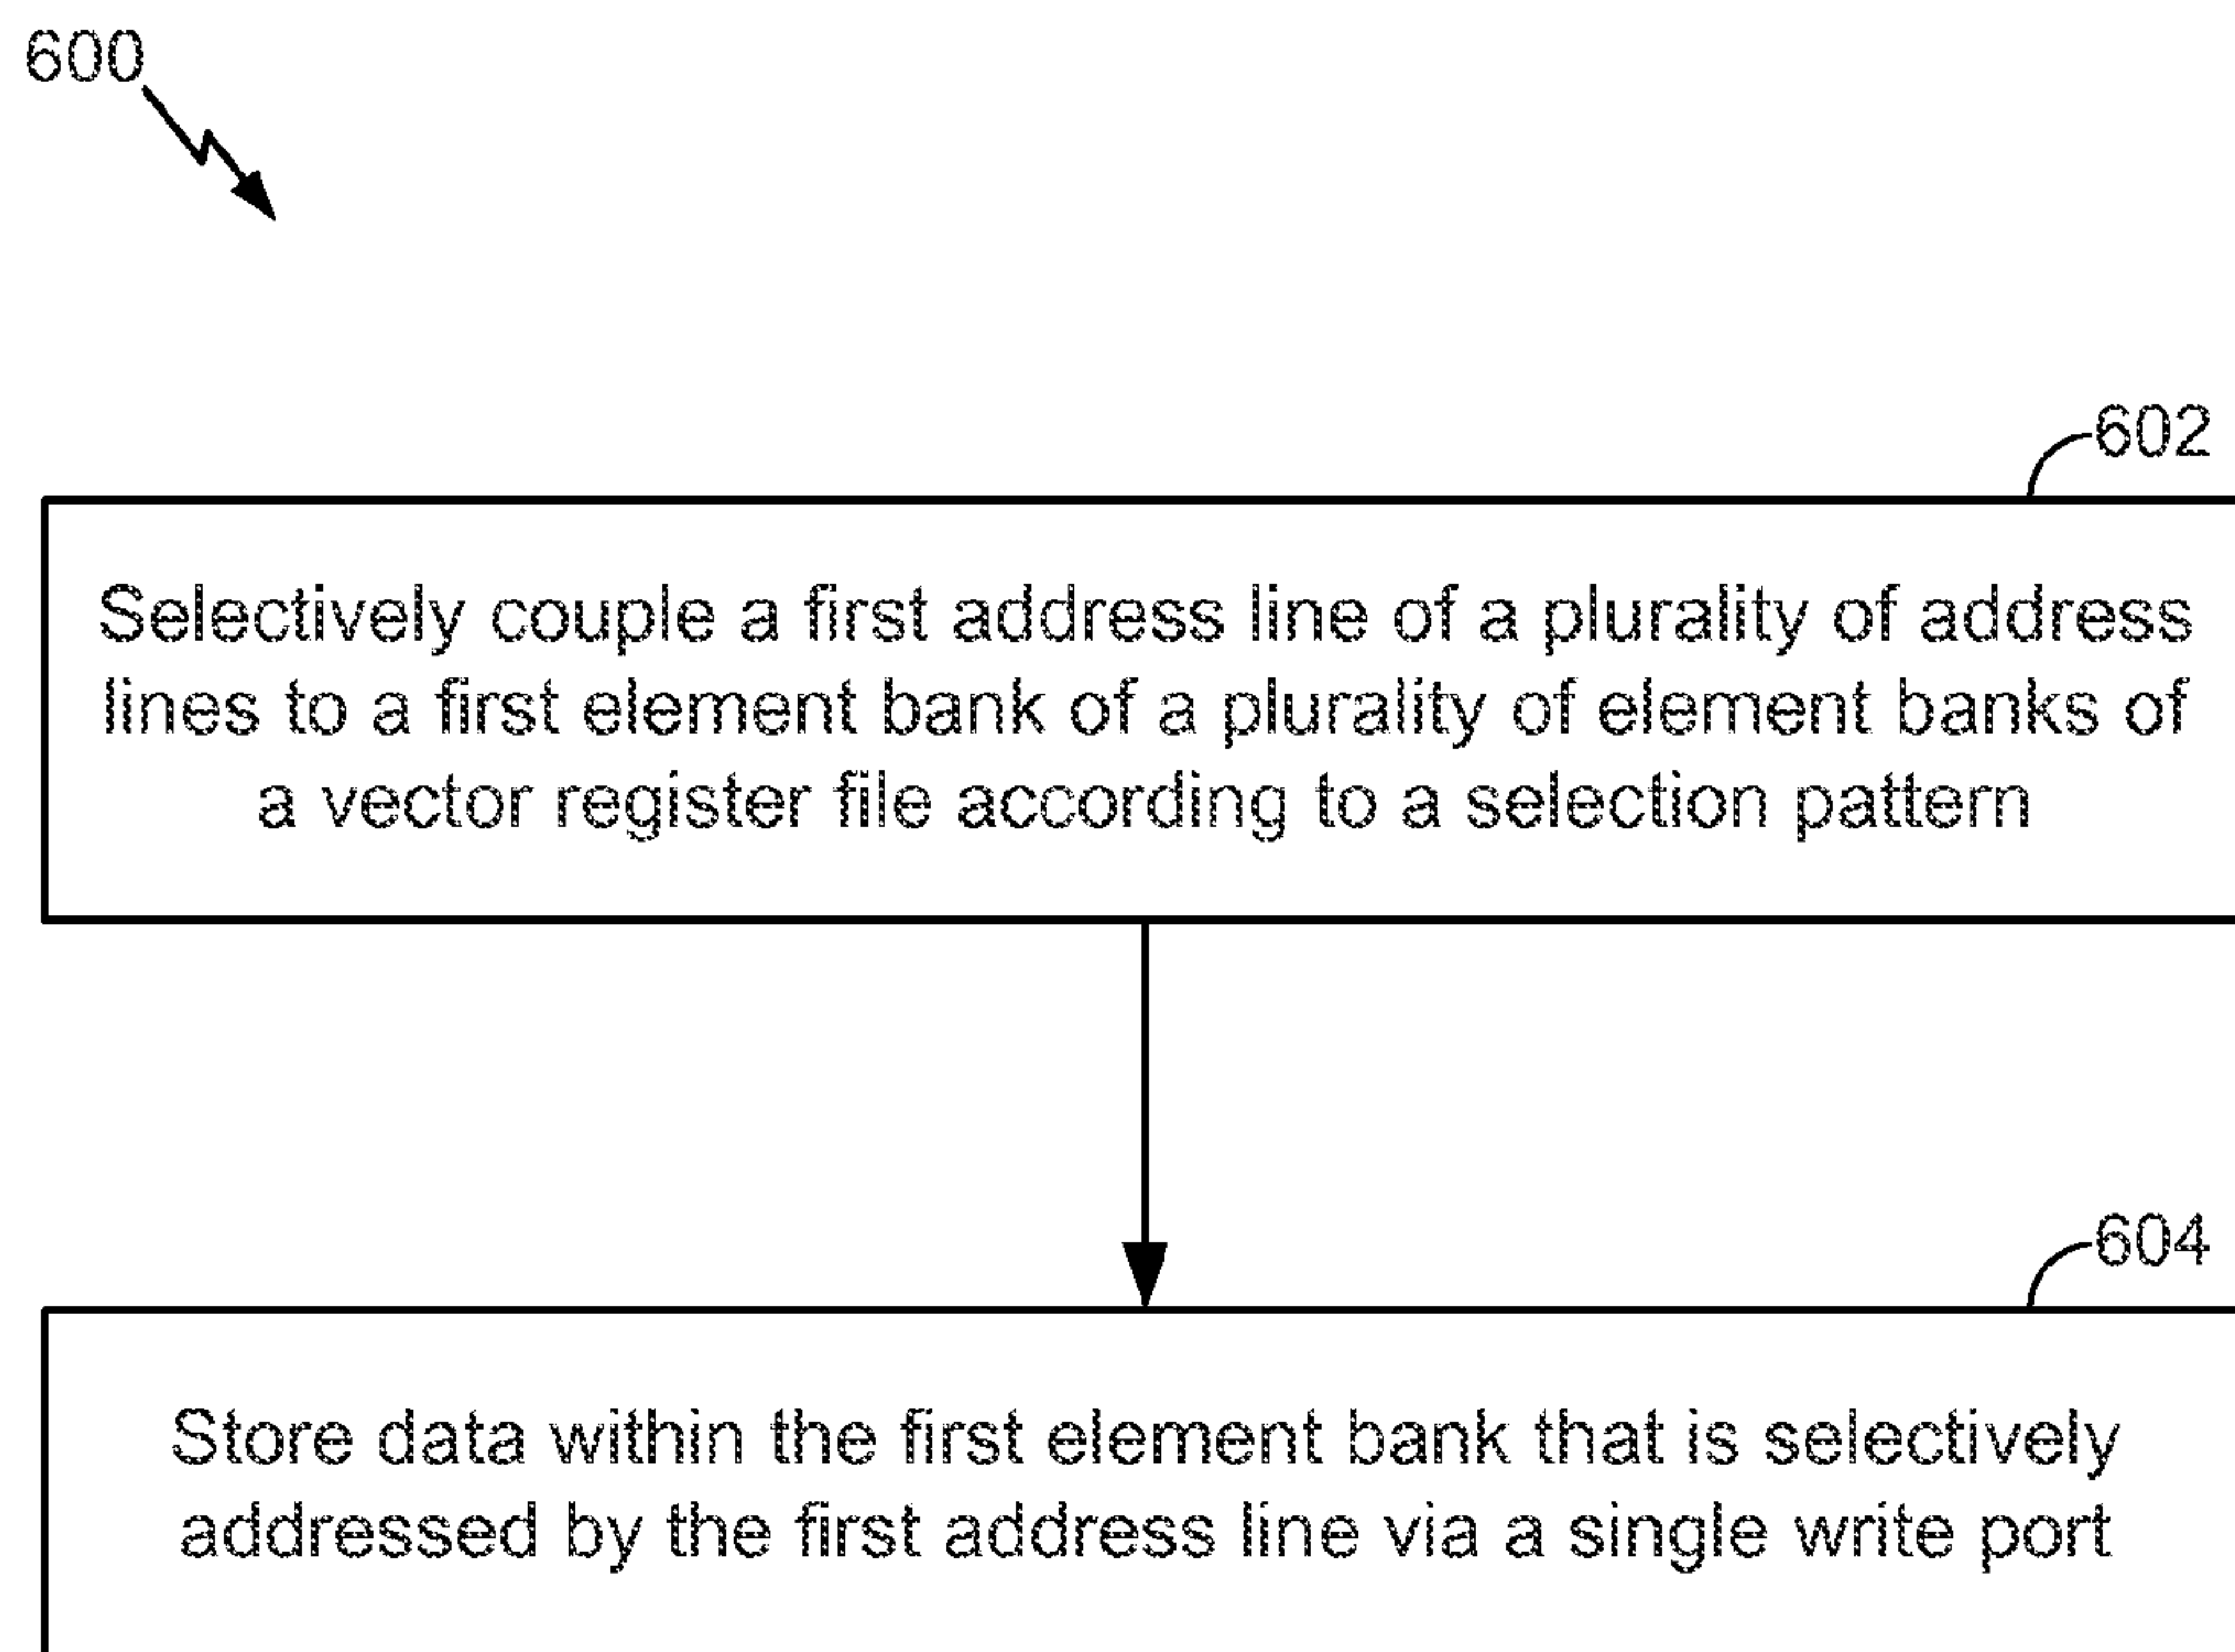 600
602
Selectively couple a first address line of a plurality of address
lines to a first element bank of a plurality of element banks of
a vector register file according to a selection pattern
604
Store data within the first element bank that is selectively
addressed by the first address line via a single write port